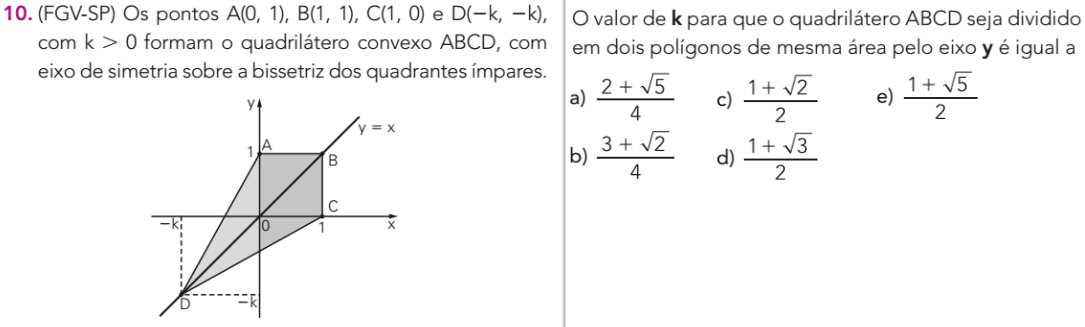 10. (FGV-SP) Os pontos A(0, 1), B(1, 1), C(1, 0) e D(−k, −k),
com k > 0 formam o quadrilátero convexo ABCD, com
eixo de simetria sobre a bissetriz dos quadrantes ímpares.
y
y = x
1
A
B
C
−k
0
1
x
D
−k
O valor de k para que o quadrilátero ABCD seja dividido
em dois polígonos de mesma área pelo eixo y é igual a
a) (2 + √5)/4
c) (1 + √2)/2
e) (1 + √5)/2
b) (3 + √2)/4
d) (1 + √3)/2